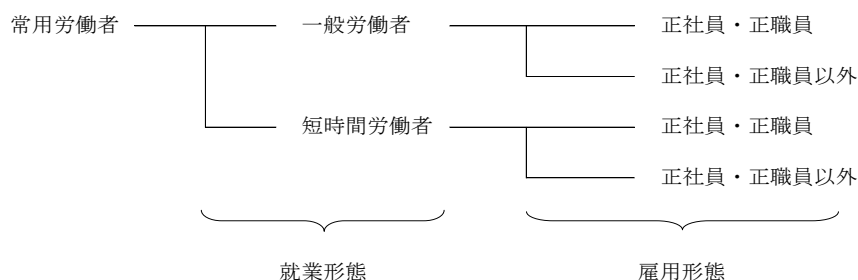 常用労働者 一般労働者 正社員・正職員
正社員・正職員以外
短時間労働者 正社員・正職員
正社員・正職員以外
就業形態 雇用形態